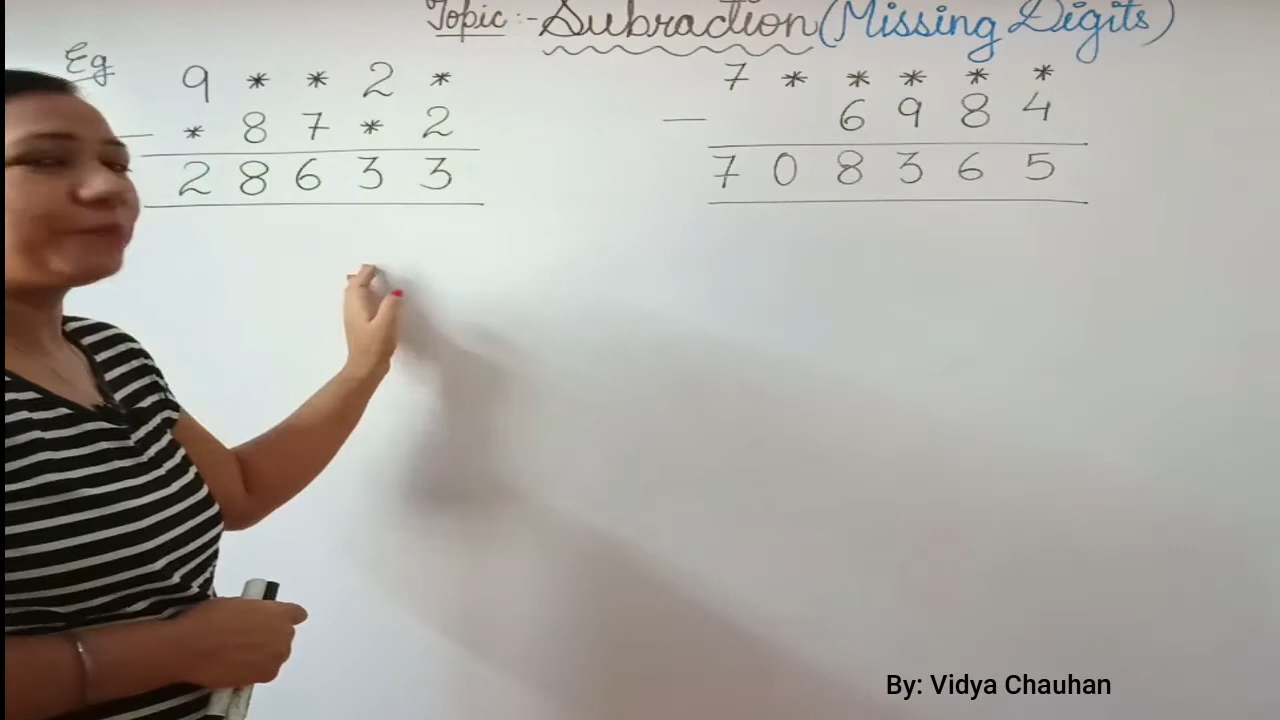 Topic :- Subraction (Missing Digits)
Eg
9 * * 2 *
- * 8 7 * 2
2 8 6 3 3
7 * * * * *
- 6 9 8 4
7 0 8 3 6 5
By: Vidya Chauhan